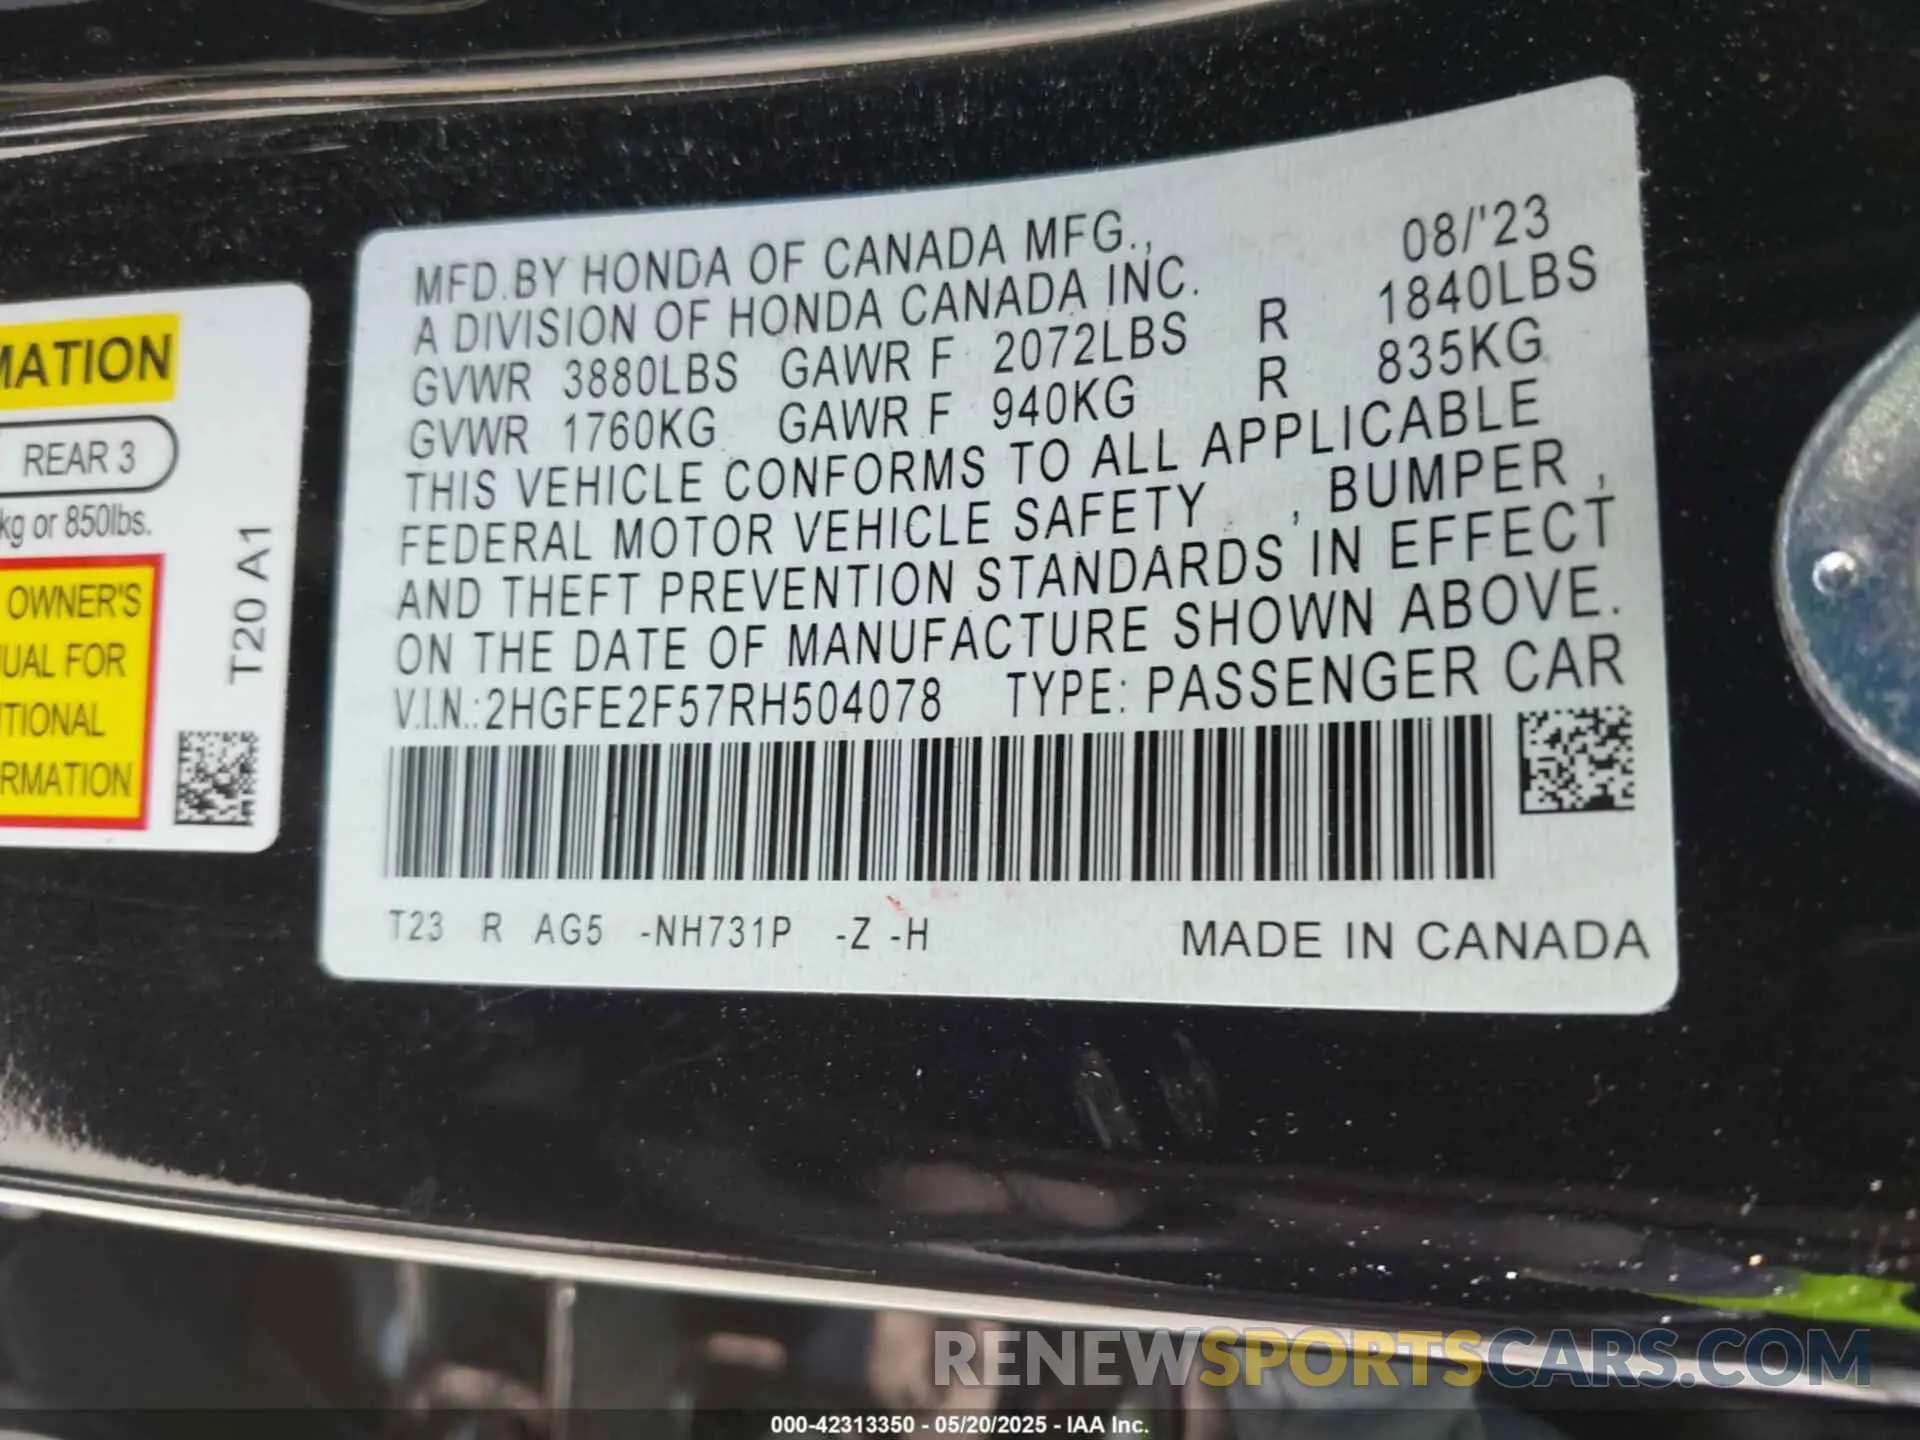 MATION
REAR 3
kg or 850lbs.
OWNER'S
UAL FOR
TIONAL
RMATION
T20 A1
MFD.BY HONDA OF CANADA MFG., 08/'23
A DIVISION OF HONDA CANADA INC.
GVWR 3880LBS GAWR F 2072LBS R 1840LBS
GVWR 1760KG GAWR F 940KG R 835KG
THIS VEHICLE CONFORMS TO ALL APPLICABLE
FEDERAL MOTOR VEHICLE SAFETY , BUMPER ,
AND THEFT PREVENTION STANDARDS IN EFFECT
ON THE DATE OF MANUFACTURE SHOWN ABOVE.
V.I.N.:2HGFE2F57RH504078 TYPE: PASSENGER CAR
T23 R AG5 -NH731P -Z -H MADE IN CANADA
RENEWSPORTSCARS.COM
000-42313350 - 05/20/2025 - IAA Inc.